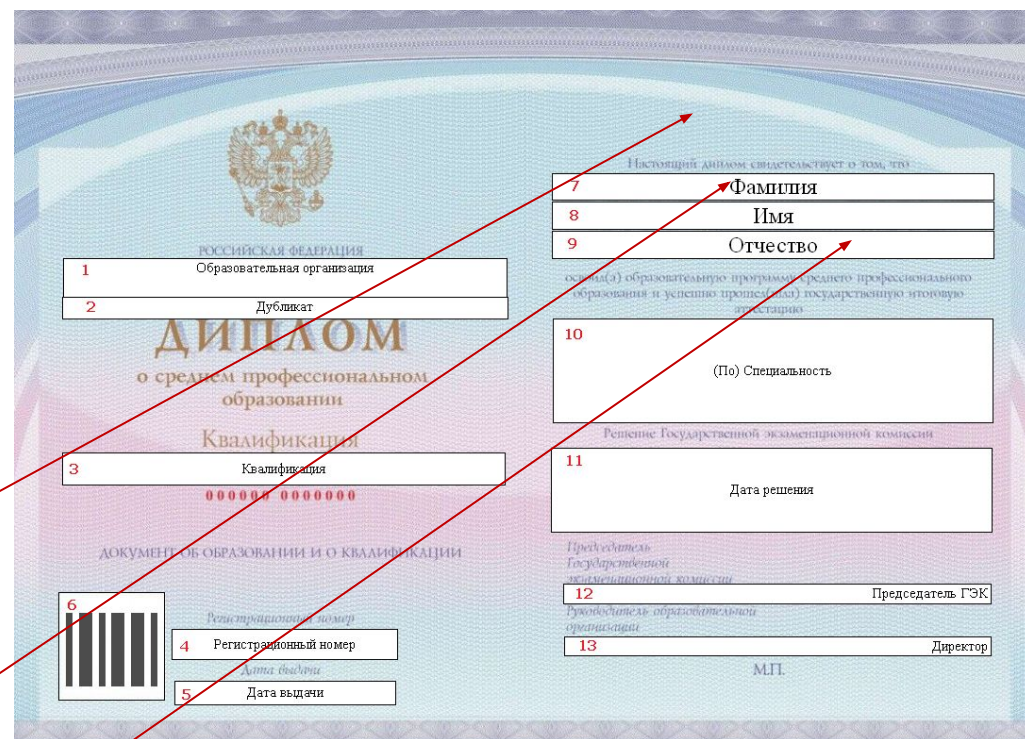 РОССИЙСКАЯ ФЕДЕРАЦИЯ
1 Образовательная организация
2 Дубликат
ДИПЛОМ
о среднем профессиональном
образовании
Квалификация
3 Квалификация
000000 0000000
ДОКУМЕНТ ОБ ОБРАЗОВАНИИ И О КВАЛИФИКАЦИИ
6
Регистрационный номер
4 Регистрационный номер
Дата выдачи
5 Дата выдачи
Настоящий диплом свидетельствует о том, что
7 Фамилия
8 Имя
9 Отчество
освоил(а) образовательную программу среднего профессионального
образования и успешно прошел(шла) государственную итоговую
аттестацию
10
(По) Специальность
Решение Государственной экзаменационной комиссии
11
Дата решения
Председатель
Государственной
экзаменационной комиссии
12 Председатель ГЭК
Руководитель образовательной
организации
13 Директор
М.П.